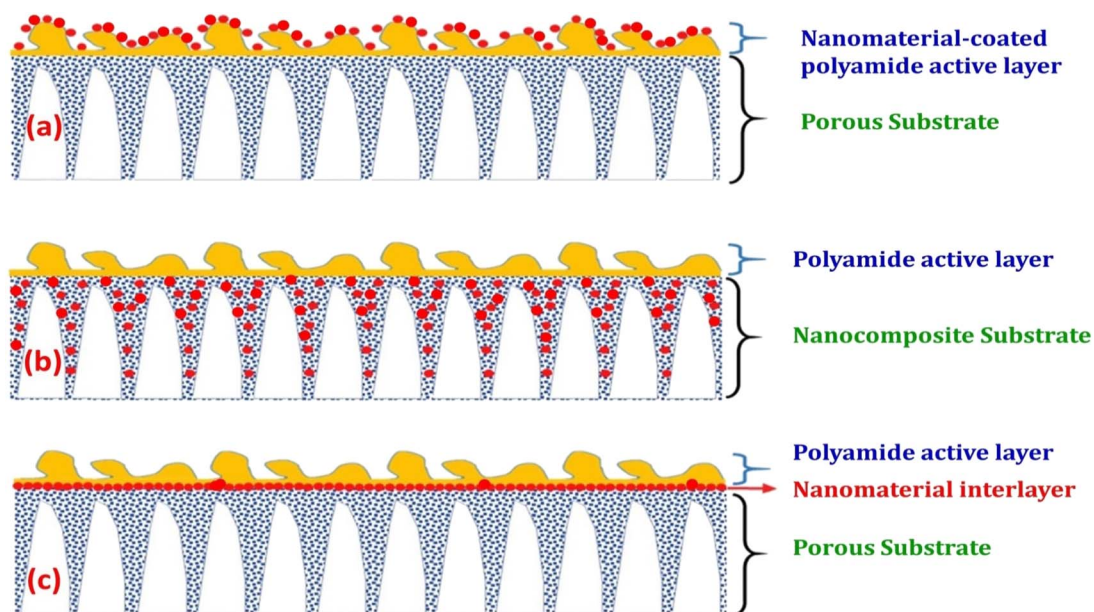 Nanomaterial-coated
polyamide active layer
(a)
Porous Substrate
Polyamide active layer
Nanocomposite Substrate
(b)
Polyamide active layer
Nanomaterial interlayer
Porous Substrate
(c)